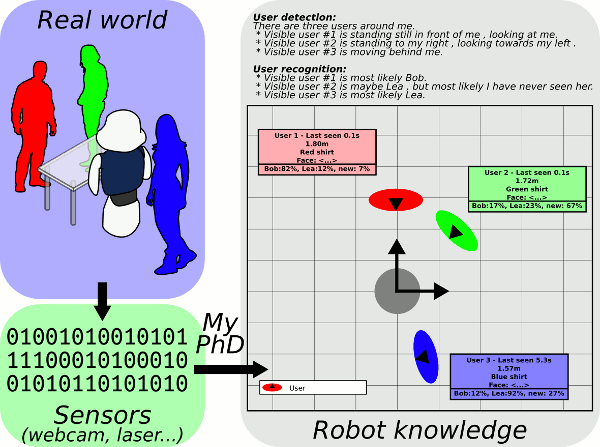 Real world
01001010010101
11100010100010
01010110101010
Sensors
(webcam, laser...)
My
PhD
User detection:
There are three users around me.
* Visible user #1 is standing still in front of me , looking at me.
* Visible user #2 is standing to my right , looking towards my left .
* Visible user #3 is moving behind me.
User recognition:
* Visible user #1 is most likely Bob.
* Visible user #2 is maybe Lea , but most likely I have never seen her.
* Visible user #3 is most likely Lea.
User 1 - Last seen 0.1s
1.80m
Red shirt
Face: <...>
Bob:82%, Lea:12%, new: 7%
User 2 - Last seen 0.1s
1.72m
Green shirt
Face: <...>
Bob:17%, Lea:23%, new: 67%
User 3 - Last seen 5.3s
1.57m
Blue shirt
Face: <...>
Bob:12%, Lea:92%, new: 27%
User
Robot knowledge